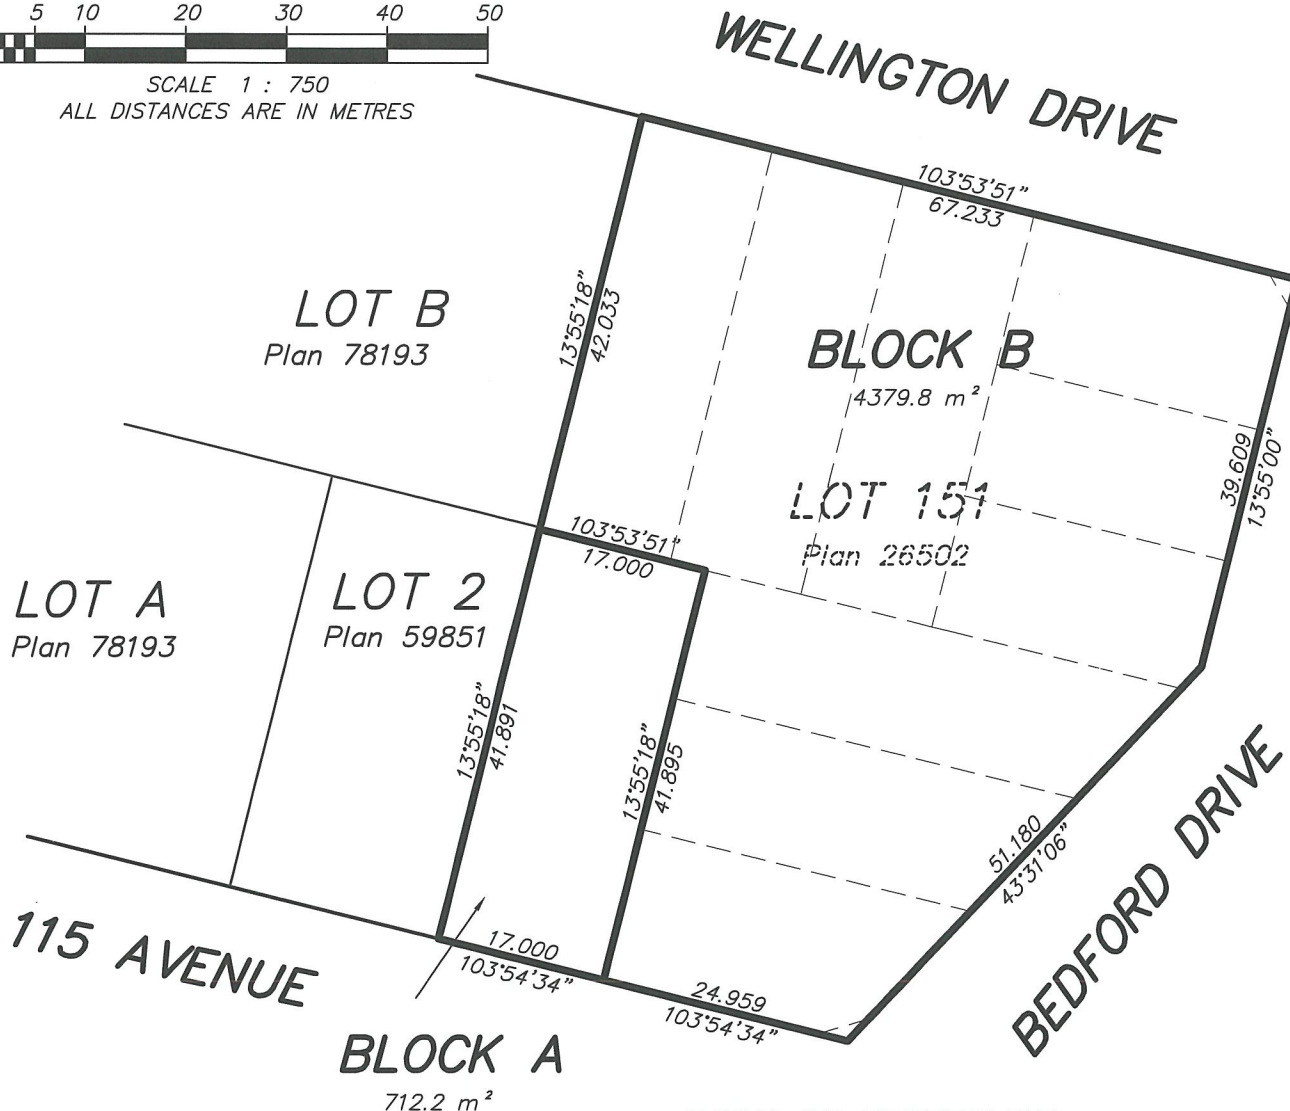 5 10 20 30 40 50
SCALE 1 : 750
ALL DISTANCES ARE IN METRES
WELLINGTON DRIVE
103°53'51"
67.233
LOT B
Plan 78193
13°55'18"
42.033
BLOCK B
4379.8 m²
39.609
13°55'00"
LOT 151
Plan 26502
103°53'51"
17.000
LOT A
Plan 78193
LOT 2
Plan 59851
13°55'18"
41.891
13°55'18"
41.895
51.180
43°31'06"
BEDFORD DRIVE
115 AVENUE
17.000
103°54'34"
24.959
103°54'34"
BLOCK A
712.2 m²